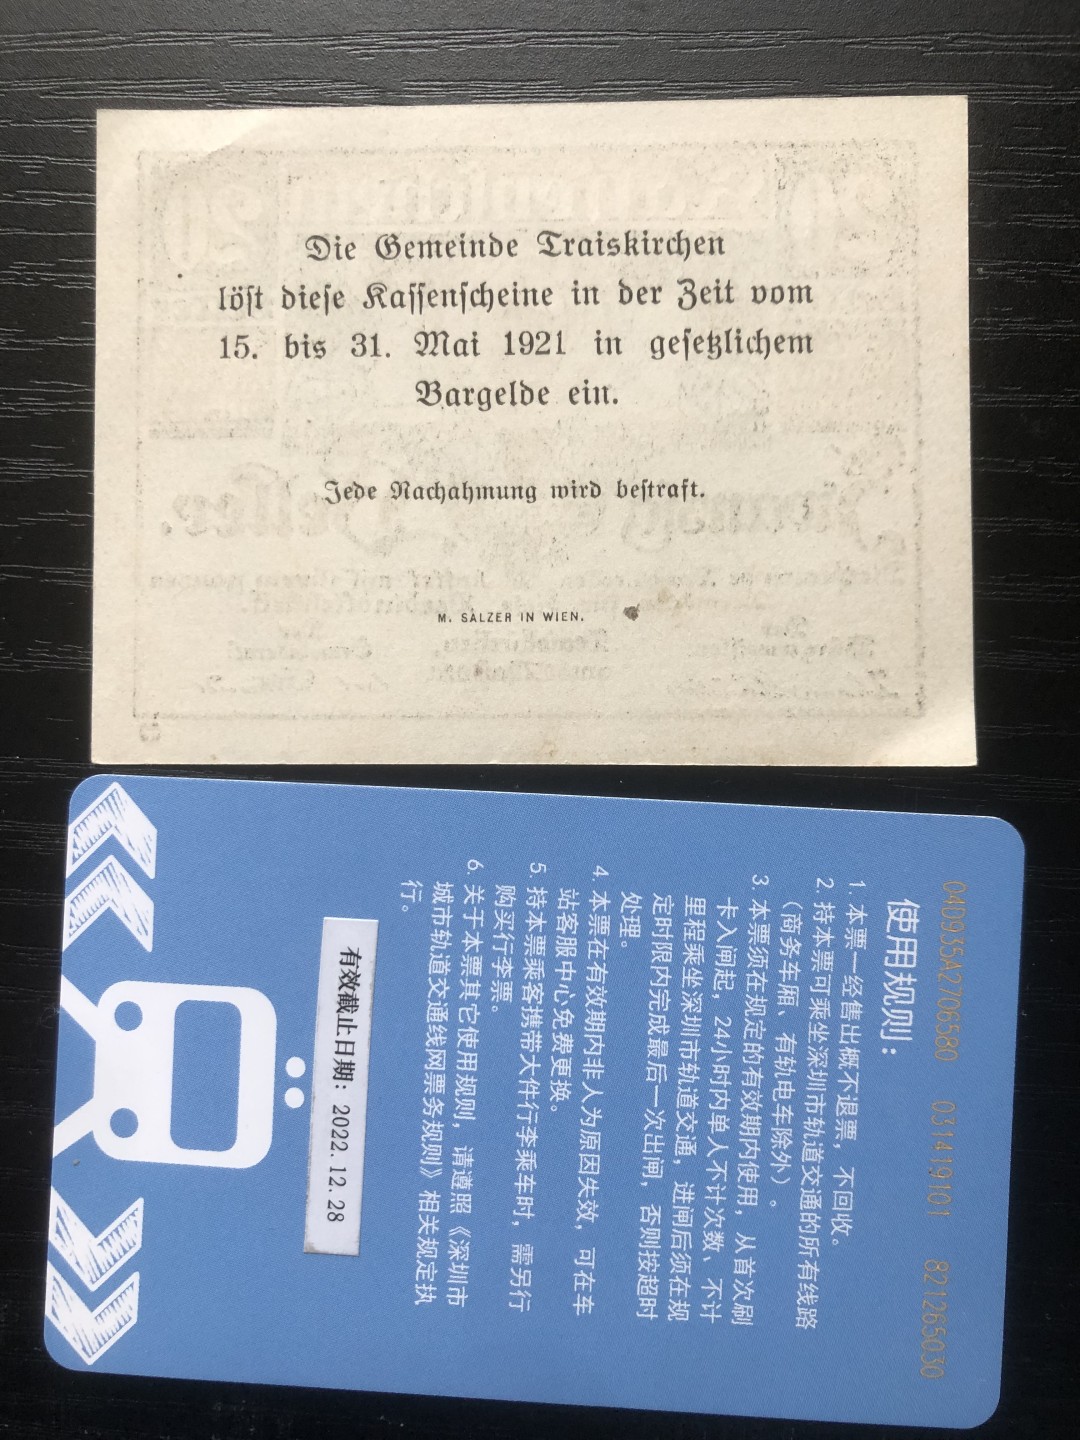 Die Gemeinde Traiskirchen
löst diese Kassenscheine in der Zeit vom
15. bis 31. Mai 1921 in gesetzlichem
Bargelde ein.
Jede Nachahmung wird bestraft.
M. SALZER IN WIEN.
04D935A2706580 031419101 821265030
使用规则：
1. 本票一经售出概不退票，不回收。
2. 持本票可乘坐深圳市轨道交通的所有线路
（商务车厢、有轨电车除外）。
3. 本票须在规定的有效期内使用，从首次刷
卡入闸起，24小时内单人不计次数、不计
里程乘坐深圳市轨道交通，进闸后须在规
定时限内完成最后一次出闸，否则按超时
处理。
4. 本票在有效期内非人为原因失效，可在车
站客服中心免费更换。
5. 持本票乘客携带大件行李乘车时，需另行
购买行李票。
6. 关于本票其它使用规则，请遵照《深圳市
城市轨道交通线网票务规则》相关规定执
行。
有效截止日期：2022.12.28